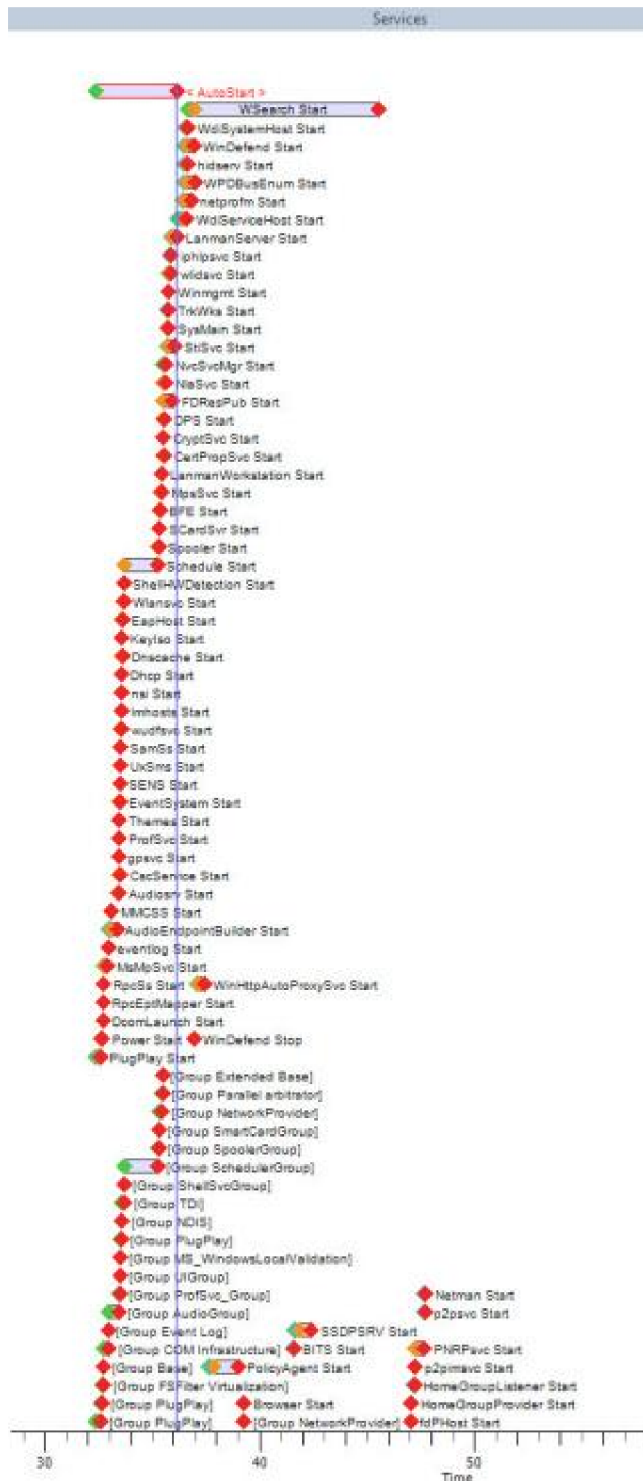 Services
< AutoStart >
WSearch Start
WdiSystemHost Start
WinDefend Start
hidserv Start
WPDBusEnum Start
netprofm Start
WdiServiceHost Start
LanmanServer Start
iphlpsvc Start
wlidsvc Start
Winmgmt Start
TrkWks Start
SysMain Start
StiSvc Start
NvcSvcMgr Start
NlaSvc Start
FDResPub Start
DPS Start
CryptSvc Start
CertPropSvc Start
LanmanWorkstation Start
MpsSvc Start
BFE Start
SCardSvr Start
Spooler Start
Schedule Start
ShellHWDetection Start
Wlansvc Start
EapHost Start
KeyIso Start
Dnscache Start
Dhcp Start
nsi Start
lmhosts Start
wudfsvc Start
SamSs Start
UxSms Start
SENS Start
EventSystem Start
Themes Start
ProfSvc Start
gpsvc Start
CscService Start
Audiosrv Start
MMCSS Start
AudioEndpointBuilder Start
eventlog Start
MsMpSvc Start
RpcSs Start WinHttpAutoProxySvc Start
RpcEptMapper Start
DcomLaunch Start
Power Start WinDefend Stop
PlugPlay Start
[Group Extended Base]
[Group Parallel arbitrator]
[Group NetworkProvider]
[Group SmartCardGroup]
[Group SpoolerGroup]
[Group SchedulerGroup]
[Group ShellSvcGroup]
[Group TDI]
[Group NDIS]
[Group PlugPlay]
[Group MS_WindowsLocalValidation]
[Group UIGroup]
[Group ProfSvc_Group] Netman Start
[Group AudioGroup] p2psvc Start
[Group Event Log] SSDPSRV Start
[Group COM Infrastructure] BITS Start PNRPsvc Start
[Group Base] PolicyAgent Start p2pimsvc Start
[Group FSFilter Virtualization] HomeGroupListener Start
[Group PlugPlay] Browser Start HomeGroupProvider Start
[Group PlugPlay] [Group NetworkProvider] fdPHost Start
30 40 50
Time